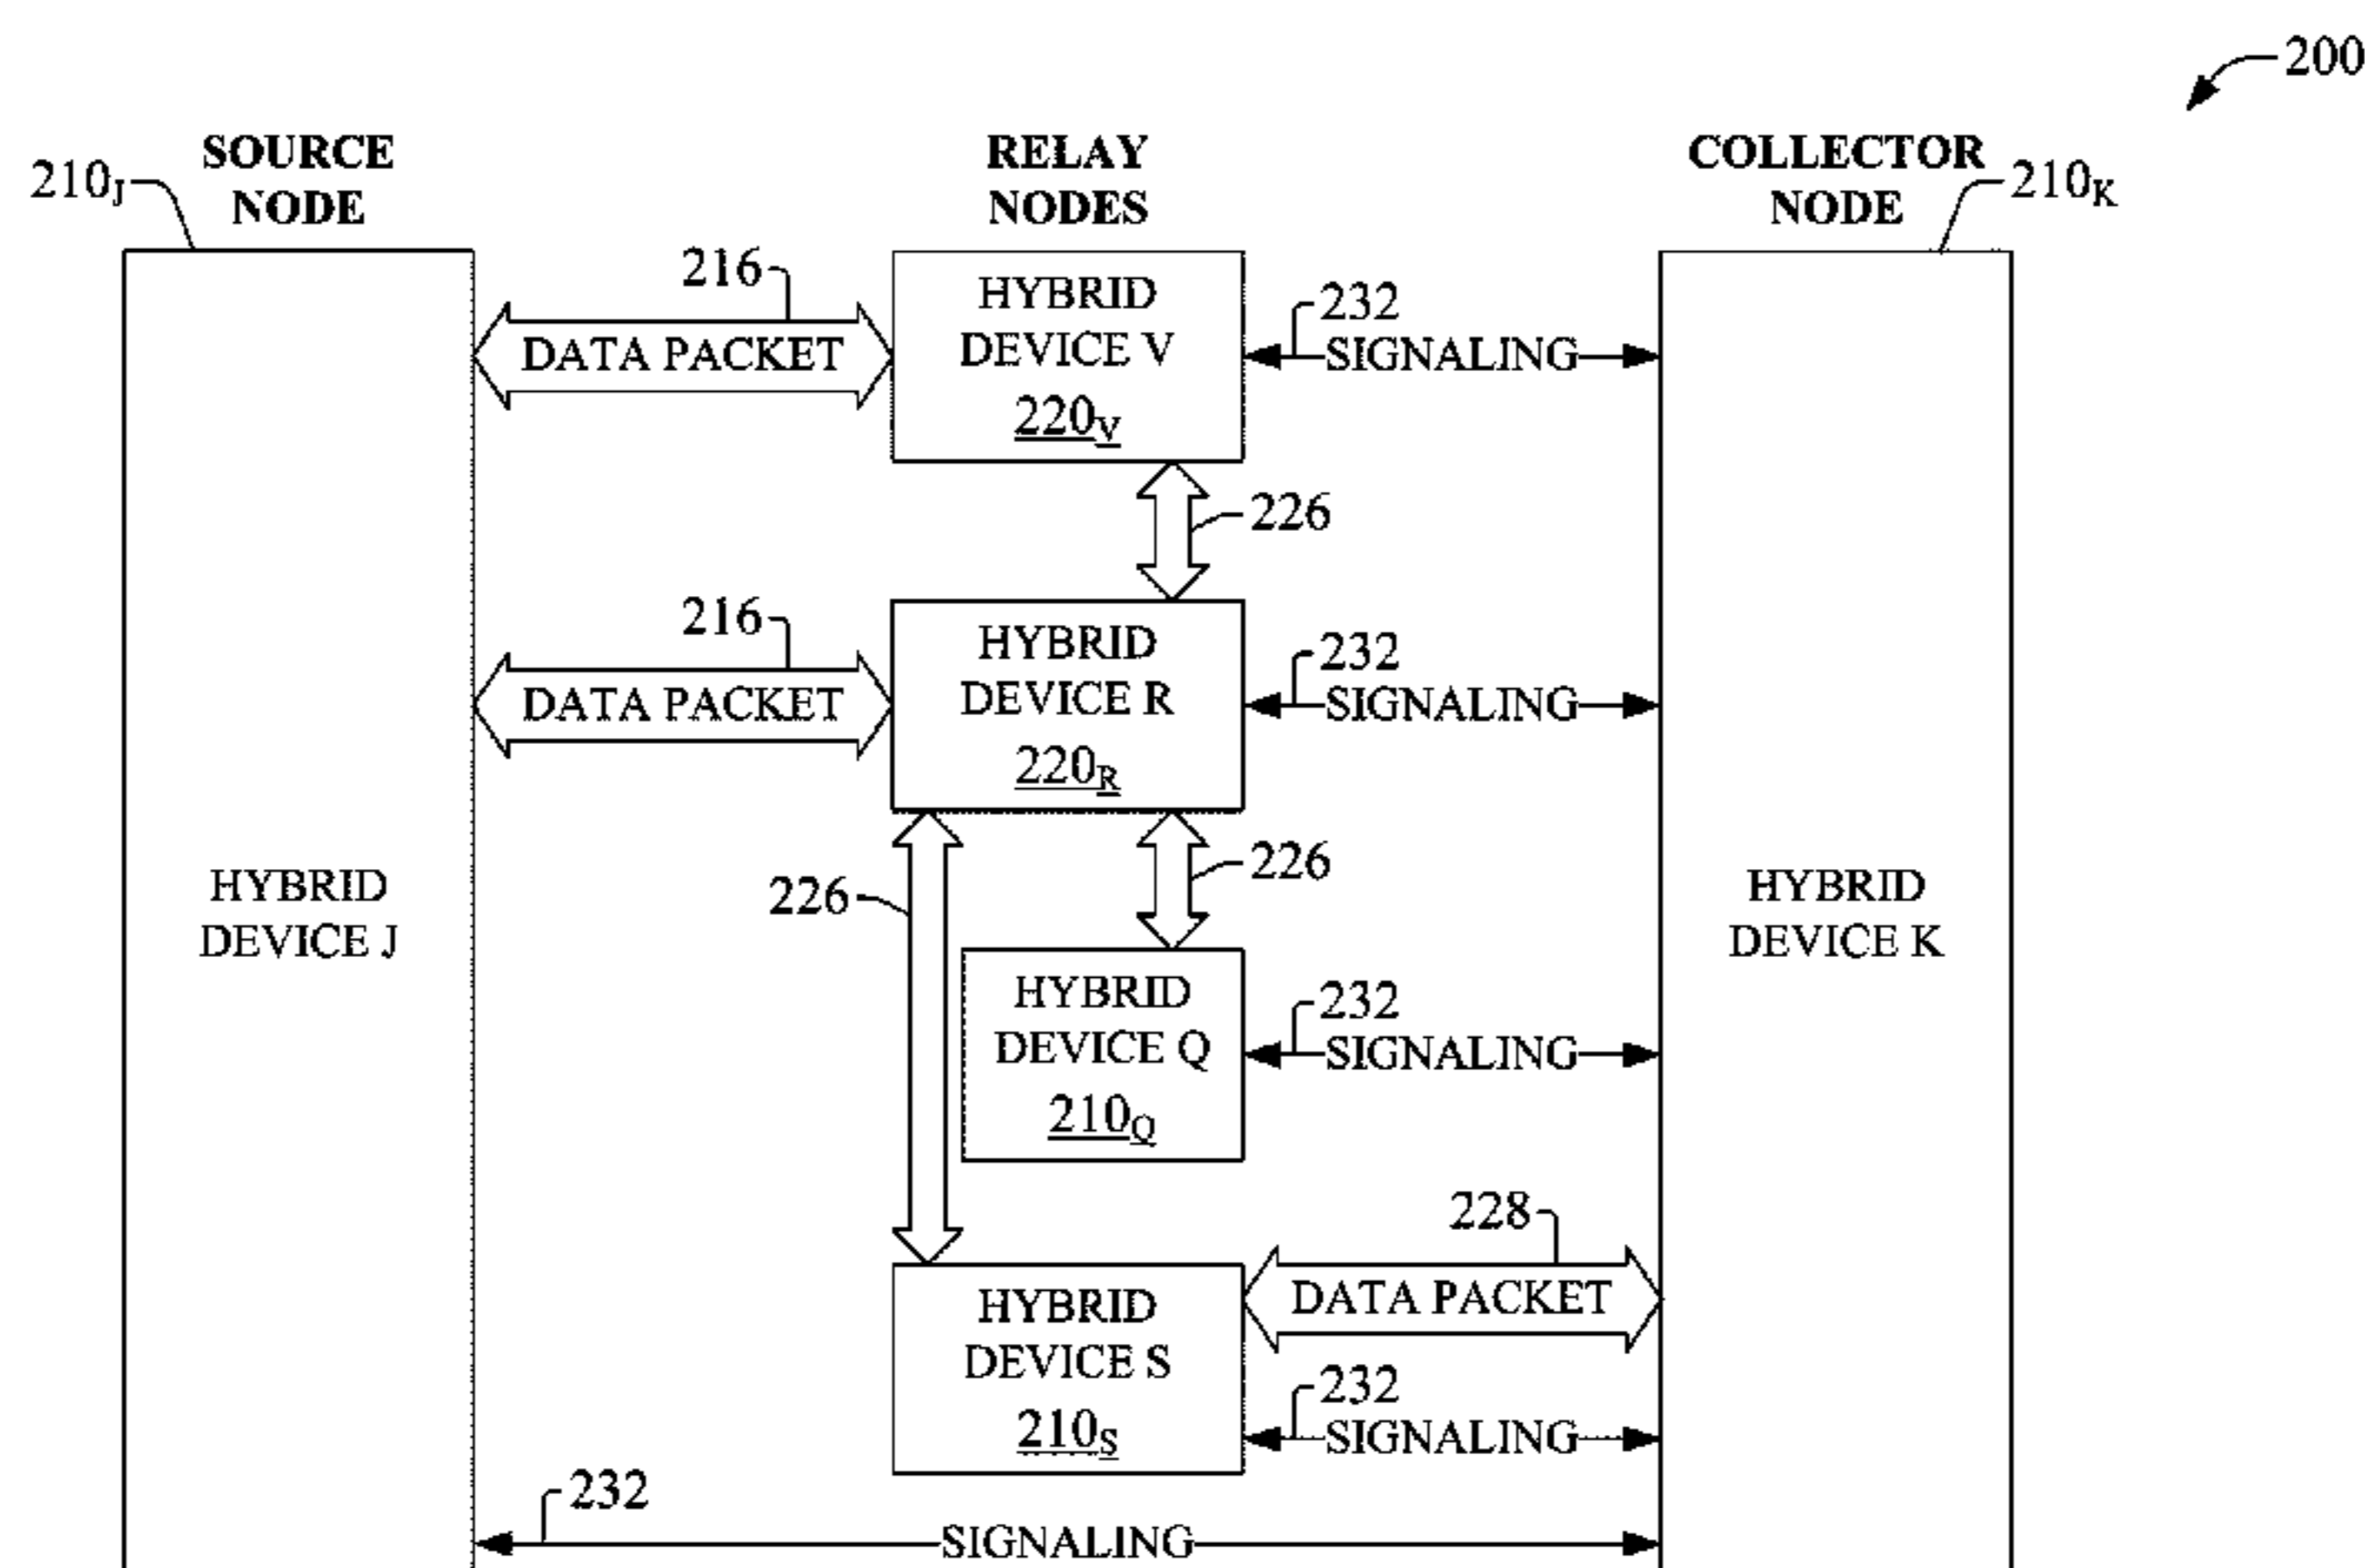 200
SOURCE
NODE
RELAY
NODES
COLLECTOR
NODE
210J
210K
216
HYBRID
DEVICE V
220V
DATA PACKET
232
SIGNALING
226
216
HYBRID
DEVICE R
220R
DATA PACKET
232
SIGNALING
226
226
HYBRID
DEVICE J
HYBRID
DEVICE K
HYBRID
DEVICE Q
210Q
232
SIGNALING
228
DATA PACKET
HYBRID
DEVICE S
210S
232
SIGNALING
232
SIGNALING